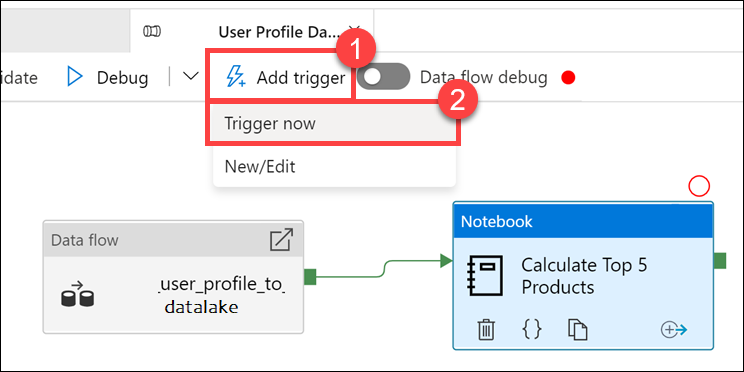 User Profile Da...
1
idate
Debug
Add trigger
Data flow debug
2
Trigger now
New/Edit
Data flow
_user_profile_to_
datalake
Notebook
Calculate Top 5
Products
{}